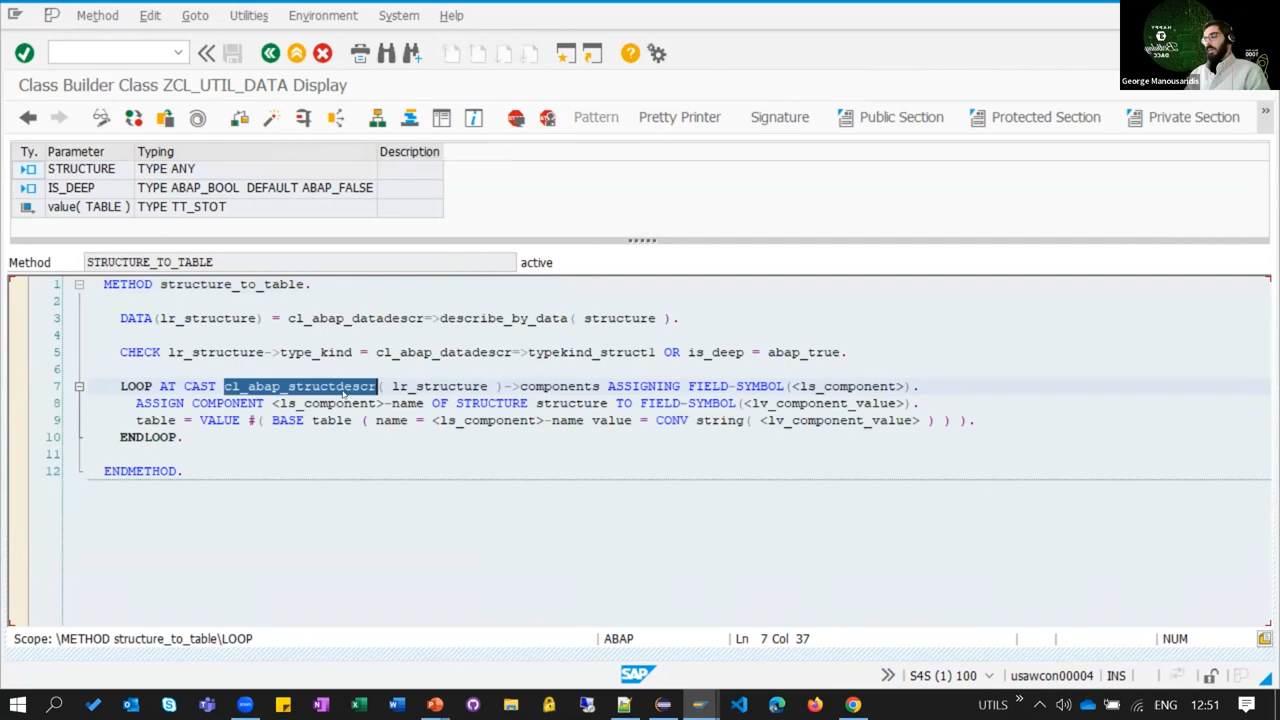 Method Edit Goto Utilities Environment System Help
Class Builder Class ZCL_UTIL_DATA Display
Pattern Pretty Printer Signature Public Section Protected Section Private Section
Ty. Parameter Typing Description
STRUCTURE TYPE ANY
IS_DEEP TYPE ABAP_BOOL DEFAULT ABAP_FALSE
value( TABLE ) TYPE TT_STOT
Method STRUCTURE_TO_TABLE active
1 METHOD structure_to_table.
2
3 DATA(lr_structure) = cl_abap_datadescr=>describe_by_data( structure ).
4
5 CHECK lr_structure->type_kind = cl_abap_datadescr=>typekind_struct1 OR is_deep = abap_true.
6
7 LOOP AT CAST cl_abap_structdescr( lr_structure )->components ASSIGNING FIELD-SYMBOL(<ls_component>).
8 ASSIGN COMPONENT <ls_component>-name OF STRUCTURE structure TO FIELD-SYMBOL(<lv_component_value>).
9 table = VALUE #( BASE table ( name = <ls_component>-name value = CONV string( <lv_component_value> ) ) ).
10 ENDLOOP.
11
12 ENDMETHOD.
Scope: \METHOD structure_to_table\LOOP ABAP Ln 7 Col 37 NUM
SAP S4S (1) 100 usawcon00004 INS
UTILS ENG 12:51
HAPPY
Birthday
DACC
George Manousaridis